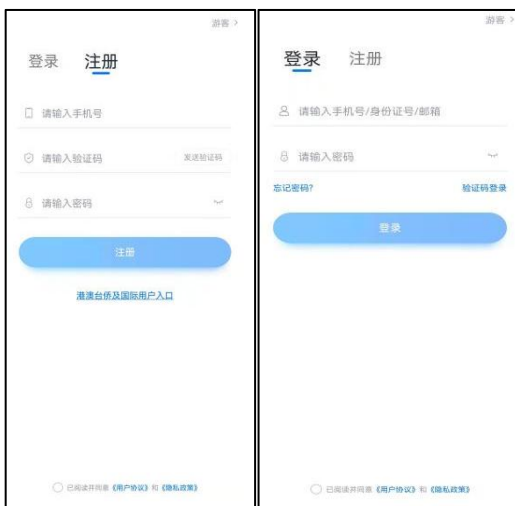 游客 >
登录 注册
请输入手机号
请输入验证码 发送验证码
请输入密码
注册
港澳台侨及国际用户入口
已阅读并同意《用户协议》和《隐私政策》
游客 >
登录 注册
请输入手机号/身份证号/邮箱
请输入密码
忘记密码? 验证码登录
登录
已阅读并同意《用户协议》和《隐私政策》